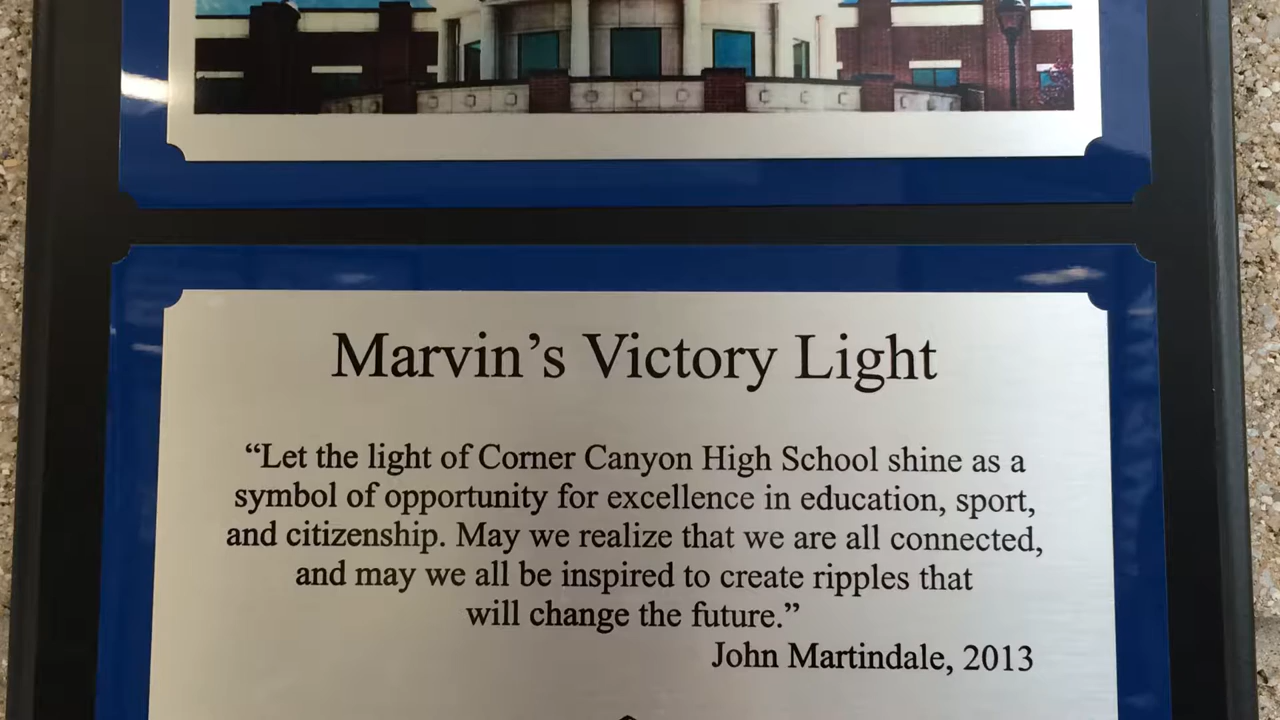 Marvin’s Victory Light
“Let the light of Corner Canyon High School shine as a
symbol of opportunity for excellence in education, sport,
and citizenship. May we realize that we are all connected,
and may we all be inspired to create ripples that
will change the future.”
John Martindale, 2013